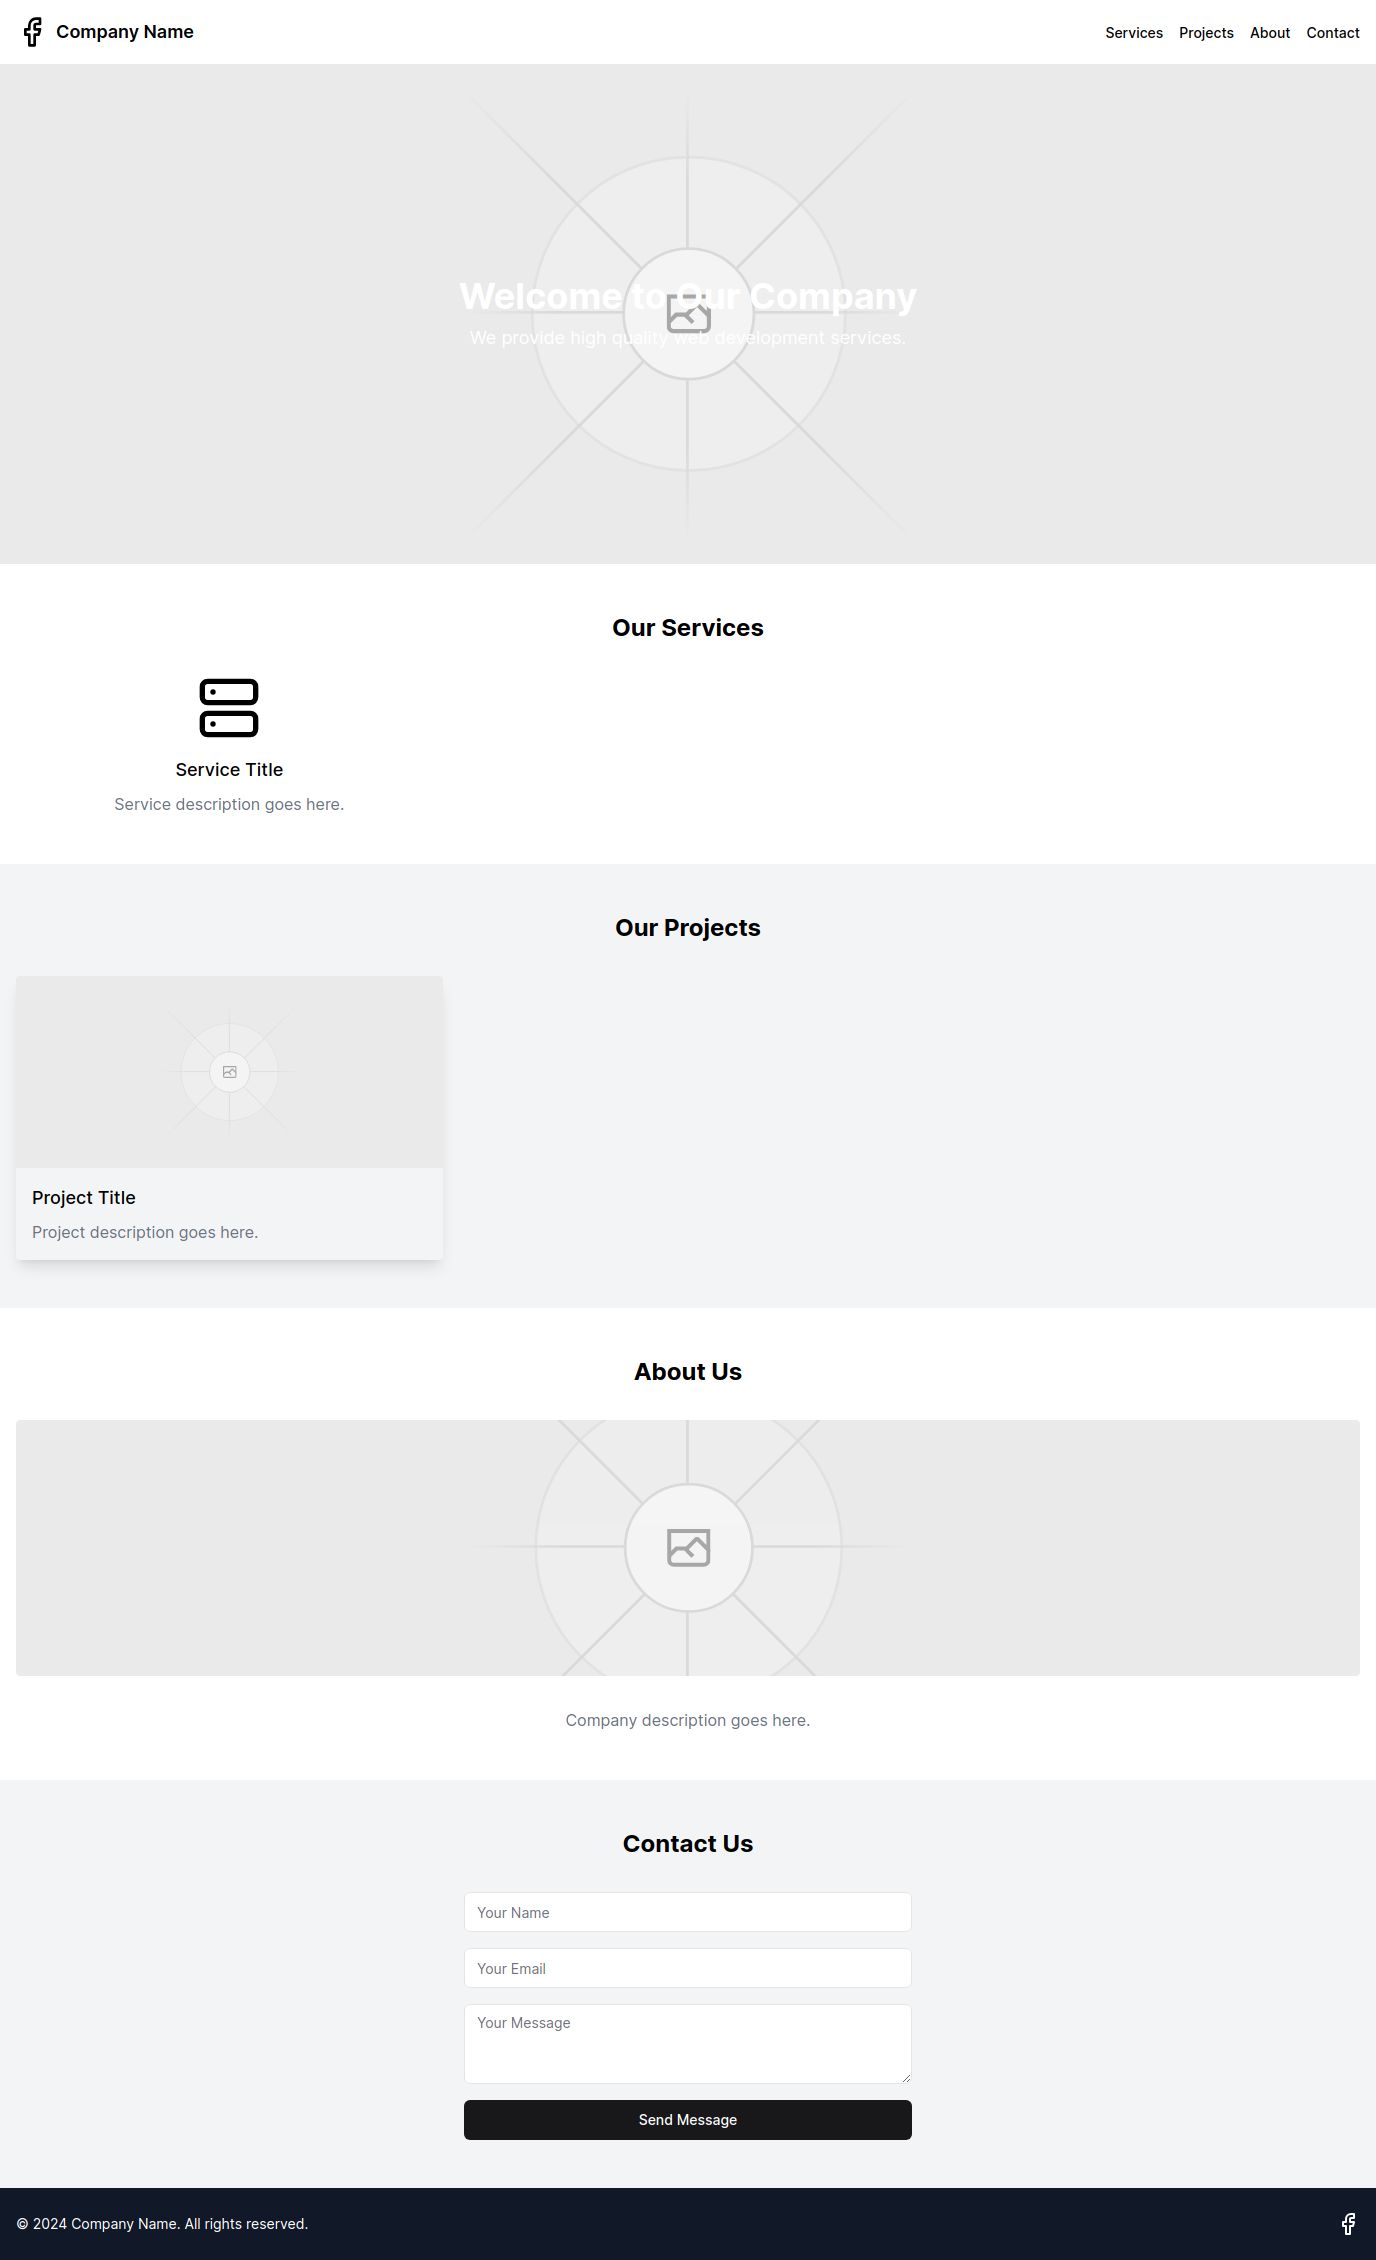 Company Name
Services Projects About Contact
Welcome to Our Company
We provide high quality web development services.
Our Services
Service Title
Service description goes here.
Our Projects
Project Title
Project description goes here.
About Us
Company description goes here.
Contact Us
Your Name
Your Email
Your Message
Send Message
© 2024 Company Name. All rights reserved.